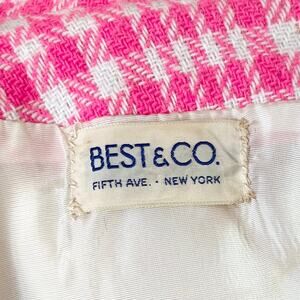 BEST & CO.
FIFTH AVE. · NEW YORK